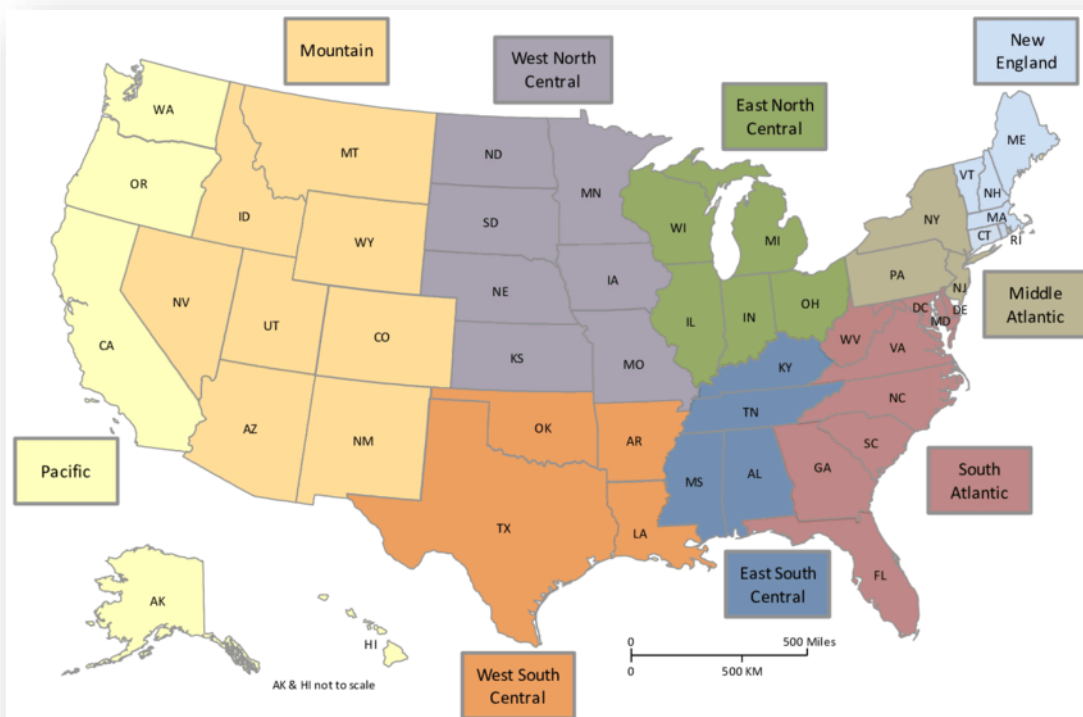 Mountain
West North
Central
New
England
East North
Central
WA
MT
ND
ME
OR
MN
VT
ID
NH
SD
WI
NY
MA
WY
MI
CT
RI
IA
PA
NE
NV
OH
NJ
Middle
Atlantic
UT
IL
IN
DC
DE
MD
CO
WV
CA
VA
KS
MO
KY
NC
TN
AZ
OK
AR
NM
SC
Pacific
GA
South
Atlantic
MS
AL
TX
LA
East South
Central
FL
AK
HI
0
500 Miles
500 KM
West South
Central
AK & HI not to scale